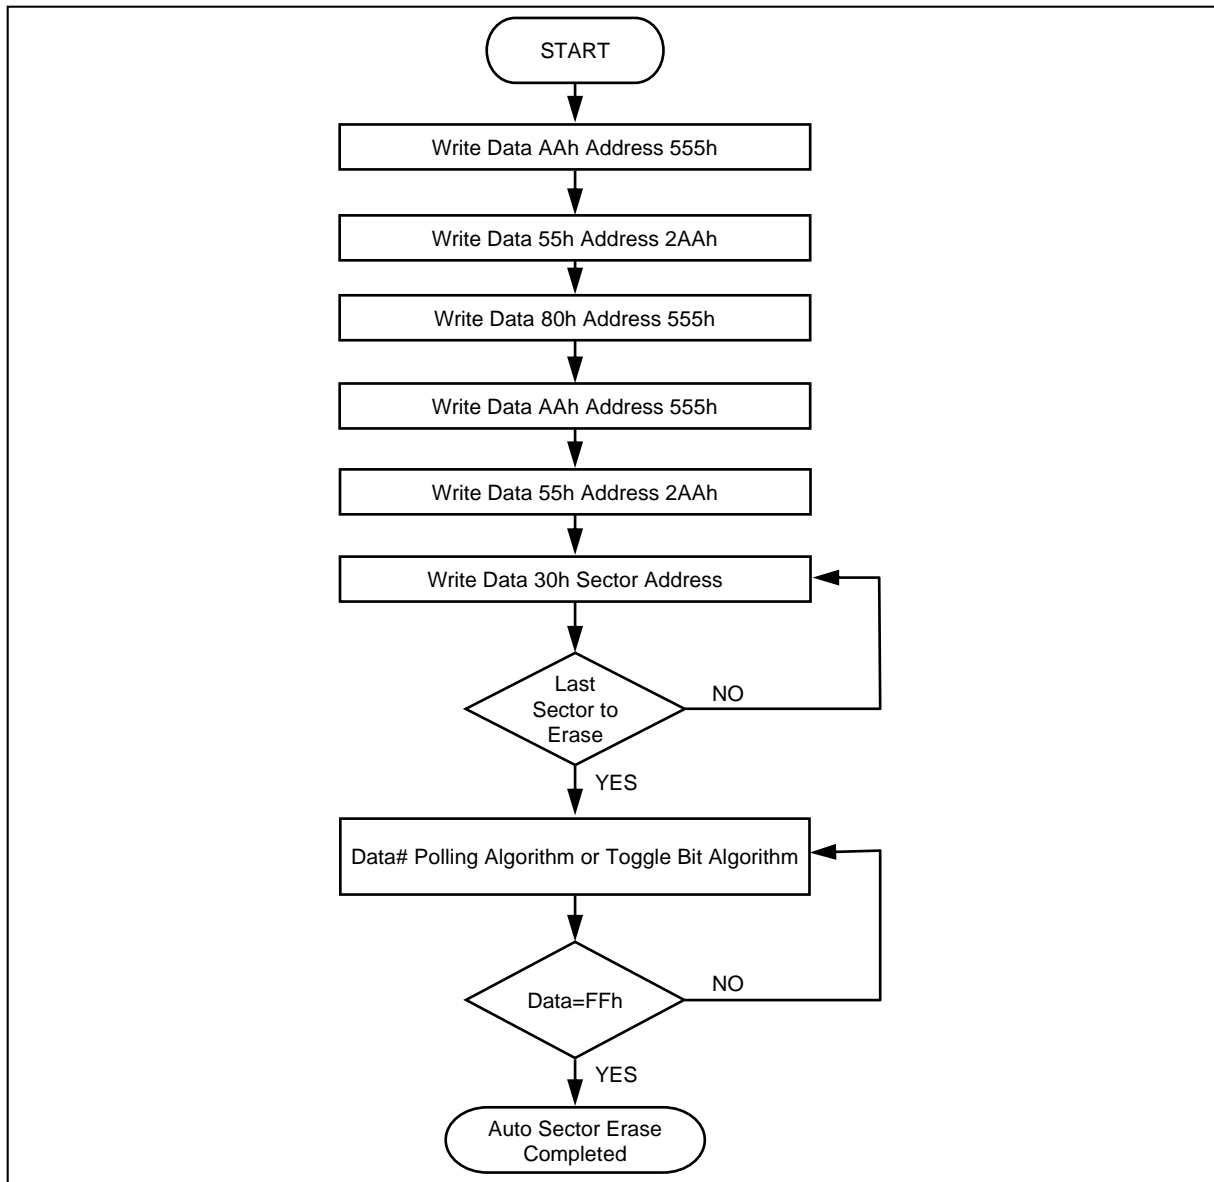 START
Write Data AAh Address 555h
Write Data 55h Address 2AAh
Write Data 80h Address 555h
Write Data AAh Address 555h
Write Data 55h Address 2AAh
Write Data 30h Sector Address
Last
Sector to
Erase
NO
YES
Data# Polling Algorithm or Toggle Bit Algorithm
Data=FFh
NO
YES
Auto Sector Erase
Completed